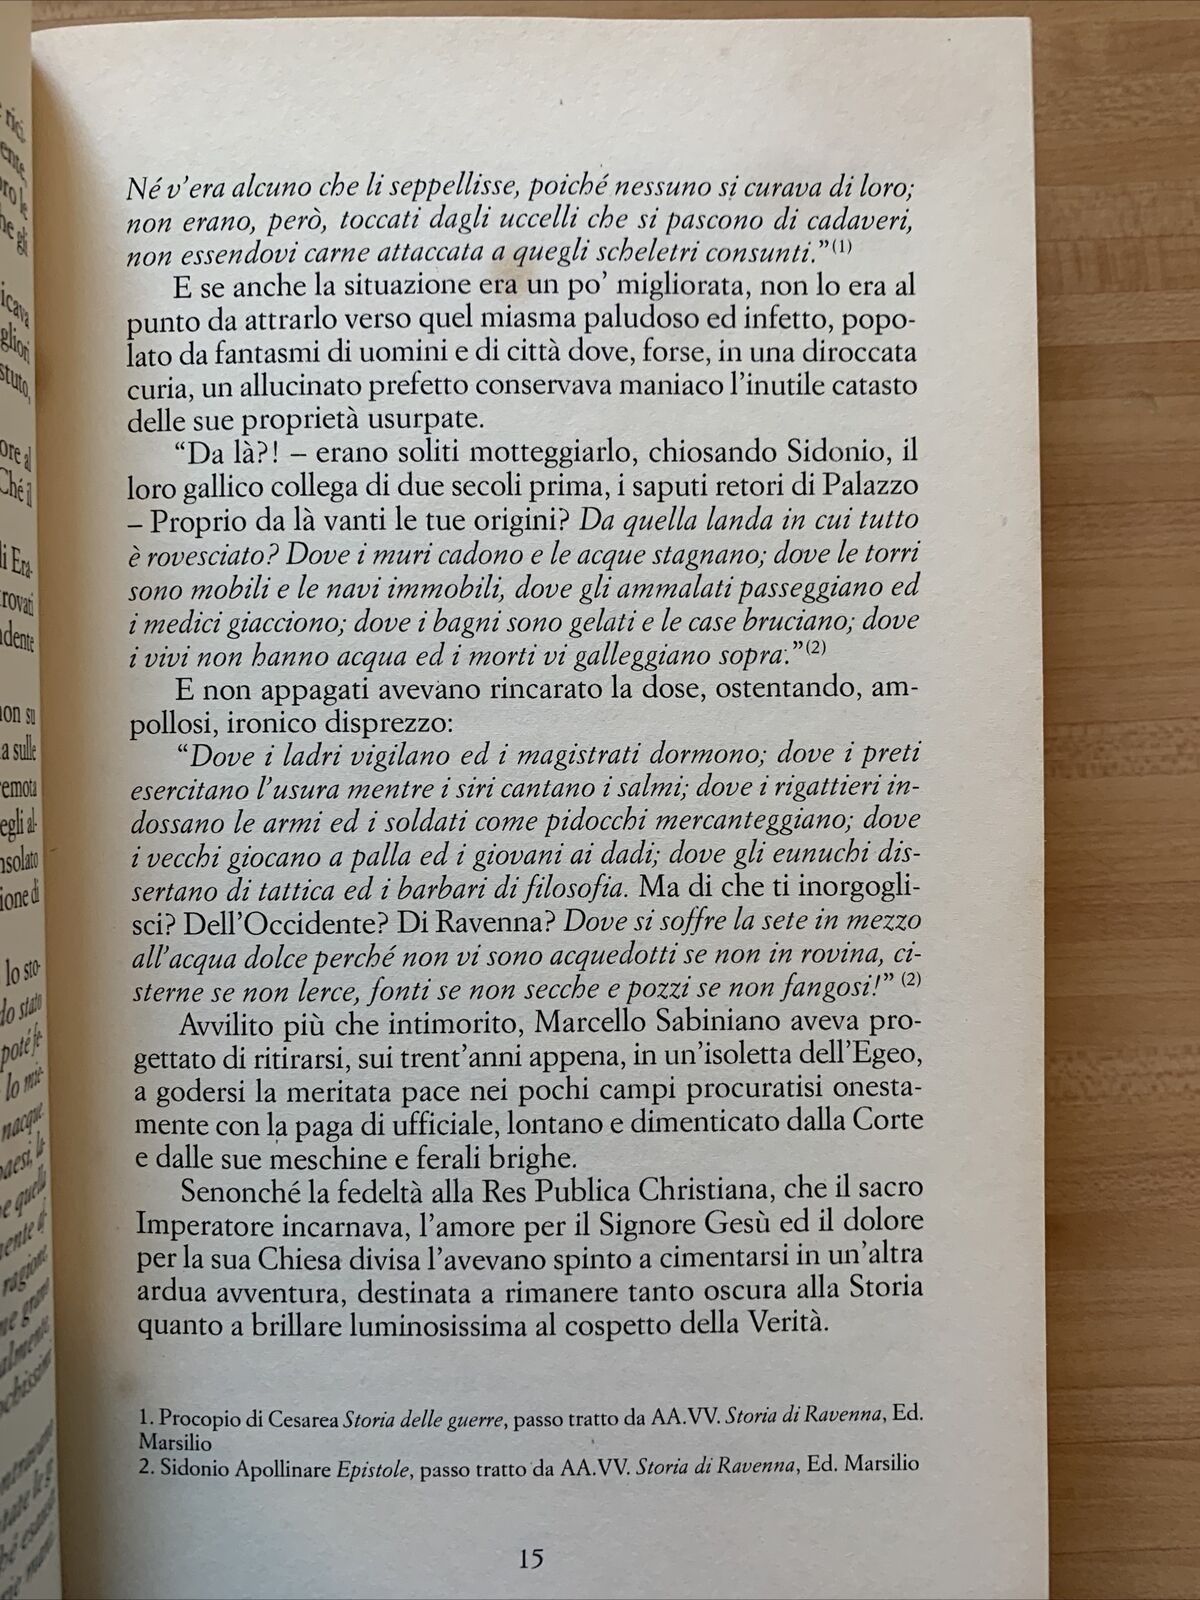 Né v'era alcuno che li seppellisse, poiché nessuno si curava di loro;
non erano, però, toccati dagli uccelli che si pascono di cadaveri,
non essendovi carne attaccata a quegli scheletri consunti."(1)
E se anche la situazione era un po' migliorata, non lo era al
punto da attrarlo verso quel miasma paludoso ed infetto, popo-
lato da fantasmi di uomini e di città dove, forse, in una diroccata
curia, un allucinato prefetto conservava maniaco l'inutile catasto
delle sue proprietà usurpate.
"Da là?! – erano soliti motteggiarlo, chiosando Sidonio, il
loro gallico collega di due secoli prima, i saputi retori di Palazzo
– Proprio da là vanti le tue origini? Da quella landa in cui tutto
è rovesciato? Dove i muri cadono e le acque stagnano; dove le torri
sono mobili e le navi immobili, dove gli ammalati passeggiano ed
i medici giacciono; dove i bagni sono gelati e le case bruciano; dove
i vivi non hanno acqua ed i morti vi galleggiano sopra."(2)
E non appagati avevano rincarato la dose, ostentando, am-
pollosi, ironico disprezzo:
"Dove i ladri vigilano ed i magistrati dormono; dove i preti
esercitano l'usura mentre i siri cantano i salmi; dove i rigattieri in-
dossano le armi ed i soldati come pidocchi mercanteggiano; dove
i vecchi giocano a palla ed i giovani ai dadi; dove gli eunuchi dis-
sertano di tattica ed i barbari di filosofia. Ma di che ti inorgogli-
sci? Dell'Occidente? Di Ravenna? Dove si soffre la sete in mezzo
all'acqua dolce perché non vi sono acquedotti se non in rovina, ci-
sterne se non lerce, fonti se non secche e pozzi se non fangosi!" (2)
Avvilito più che intimorito, Marcello Sabiniano aveva pro-
gettato di ritirarsi, sui trent'anni appena, in un'isoletta dell'Egeo,
a godersi la meritata pace nei pochi campi procuratisi onesta-
mente con la paga di ufficiale, lontano e dimenticato dalla Corte
e dalle sue meschine e ferali brighe.
Senonché la fedeltà alla Res Publica Christiana, che il sacro
Imperatore incarnava, l'amore per il Signore Gesù ed il dolore
per la sua Chiesa divisa l'avevano spinto a cimentarsi in un'altra
ardua avventura, destinata a rimanere tanto oscura alla Storia
quanto a brillare luminosissima al cospetto della Verità.
1. Procopio di Cesarea Storia delle guerre, passo tratto da AA.VV. Storia di Ravenna, Ed.
Marsilio
2. Sidonio Apollinare Epistole, passo tratto da AA.VV. Storia di Ravenna, Ed. Marsilio
15